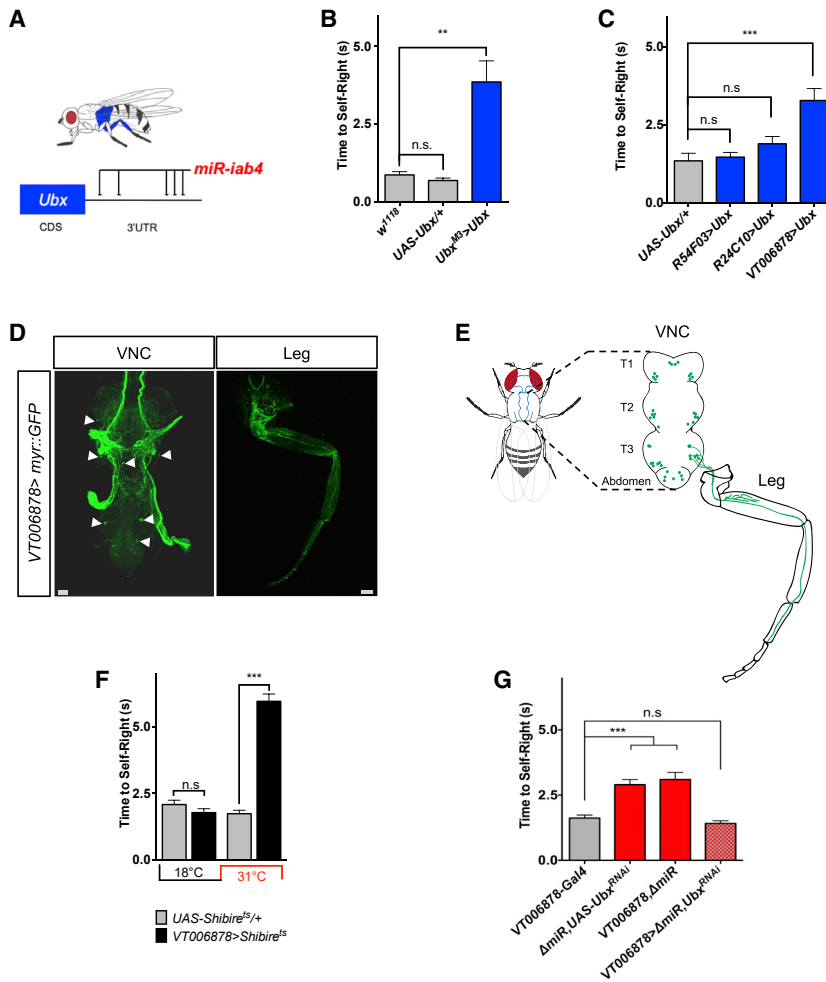 A
miR-iab4
Ubx
CDS
3'UTR
B
Time to Self-Right (s)
5.0
2.5
0.0
**
n.s.
w1118
UAS-Ubx/+
UbxM3>Ubx
C
Time to Self-Right (s)
5.0
2.5
0.0
***
n.s
n.s
UAS-Ubx/+
R54F03>Ubx
R24C10>Ubx
VT006878>Ubx
D
VNC
Leg
VT006878> myr::GFP
E
VNC
T1
T2
T3
Abdomen
Leg
F
Time to Self-Right (s)
5.0
2.5
0.0
n.s
***
18°C
31°C
UAS-Shibirets/+
VT006878>Shibirets
G
Time to Self-Right (s)
5.0
2.5
0.0
n.s
***
VT006878-Gal4
ΔmiR,UAS-UbxRNAi
VT006878,ΔmiR
VT006878>ΔmiR,UbxRNAi